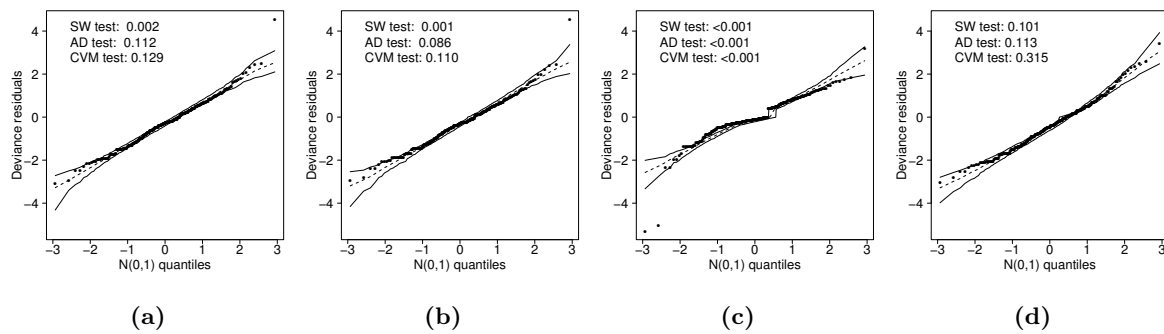 SW test: 0.002
AD test: 0.112
CVM test: 0.129
Deviance residuals
4
2
0
−2
−4
−3 −2 −1 0 1 2 3
N(0,1) quantiles
(a)
SW test: 0.001
AD test: 0.086
CVM test: 0.110
Deviance residuals
4
2
0
−2
−4
−3 −2 −1 0 1 2 3
N(0,1) quantiles
(b)
SW test: <0.001
AD test: <0.001
CVM test: <0.001
Deviance residuals
4
2
0
−2
−4
−3 −2 −1 0 1 2 3
N(0,1) quantiles
(c)
SW test: 0.101
AD test: 0.113
CVM test: 0.315
Deviance residuals
4
2
0
−2
−4
−3 −2 −1 0 1 2 3
N(0,1) quantiles
(d)